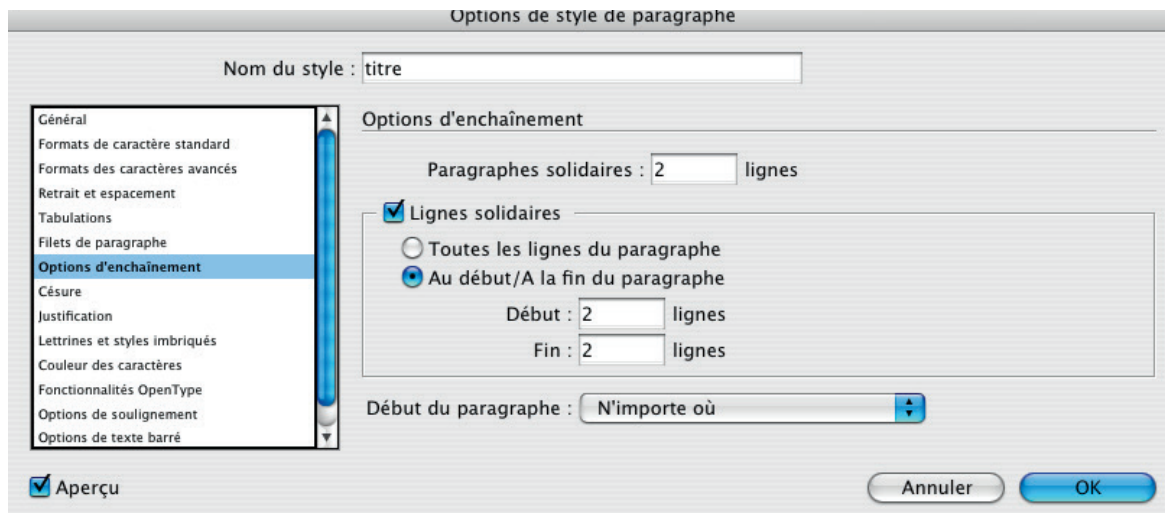 Options de style de paragraphe
Nom du style : titre
Général
Formats de caractère standard
Formats des caractères avancés
Retrait et espacement
Tabulations
Filets de paragraphe
Options d'enchaînement
Césure
Justification
Lettrines et styles imbriqués
Couleur des caractères
Fonctionnalités OpenType
Options de soulignement
Options de texte barré
Options d'enchaînement
Paragraphes solidaires : 2 lignes
Lignes solidaires
Toutes les lignes du paragraphe
Au début/A la fin du paragraphe
Début : 2 lignes
Fin : 2 lignes
Début du paragraphe : N'importe où
Aperçu
Annuler
OK